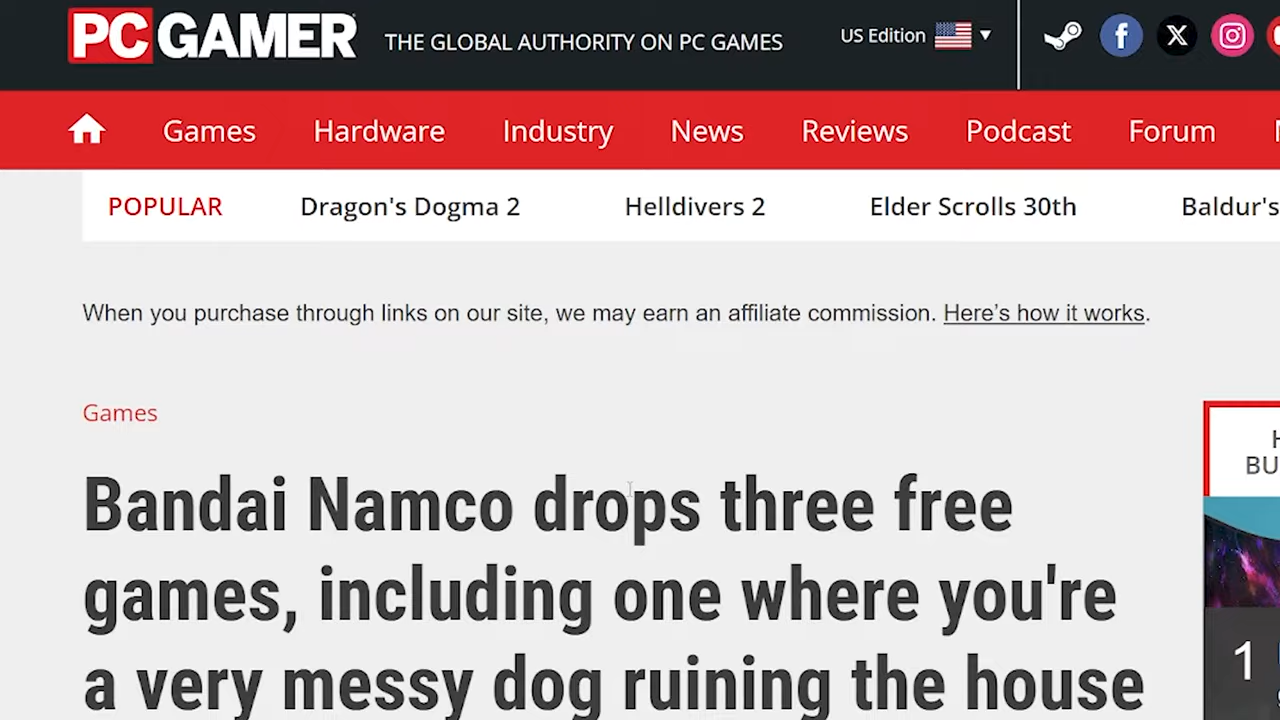 PC GAMER THE GLOBAL AUTHORITY ON PC GAMES US Edition
Games Hardware Industry News Reviews Podcast Forum
POPULAR Dragon's Dogma 2 Helldivers 2 Elder Scrolls 30th Baldur's
When you purchase through links on our site, we may earn an affiliate commission. Here's how it works.
Games
Bandai Namco drops three free
games, including one where you're
a very messy dog ruining the house
1